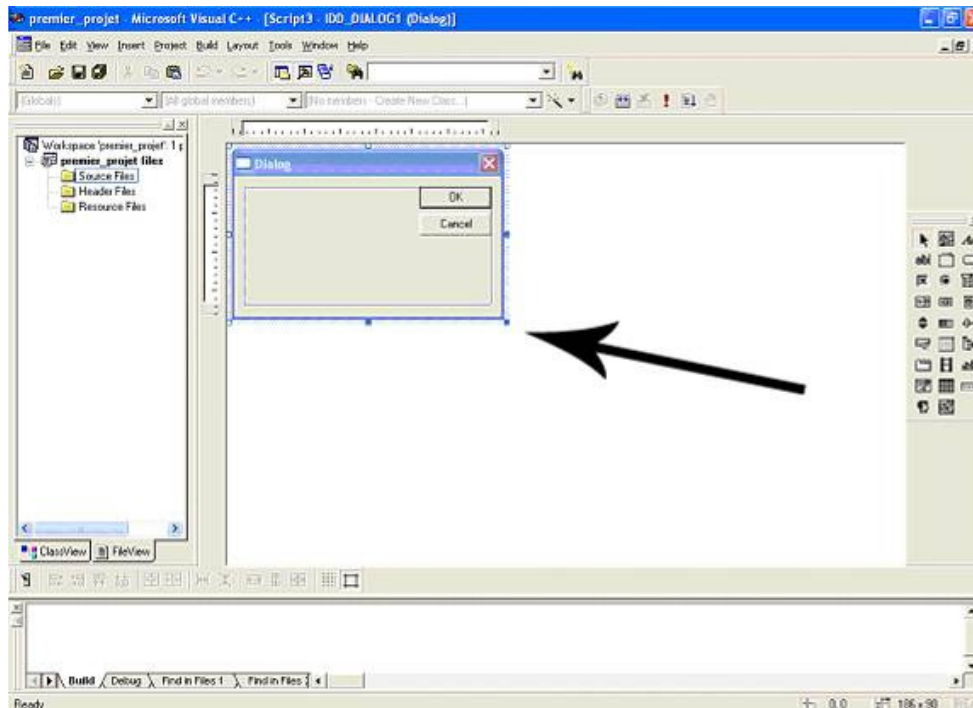 premier_projet - Microsoft Visual C++ - [Script3 - IDD_DIALOG1 (Dialog)]
File Edit View Insert Project Build Layout Tools Window Help
(Globals) (All global members) (No members - Create New Class...)
Workspace 'premier_projet': 1 p
premier_projet files
Source Files
Header Files
Resource Files
Dialog
OK
Cancel
ClassView FileView
Build Debug Find in Files 1 Find in Files
Ready 0,0 186 x 90